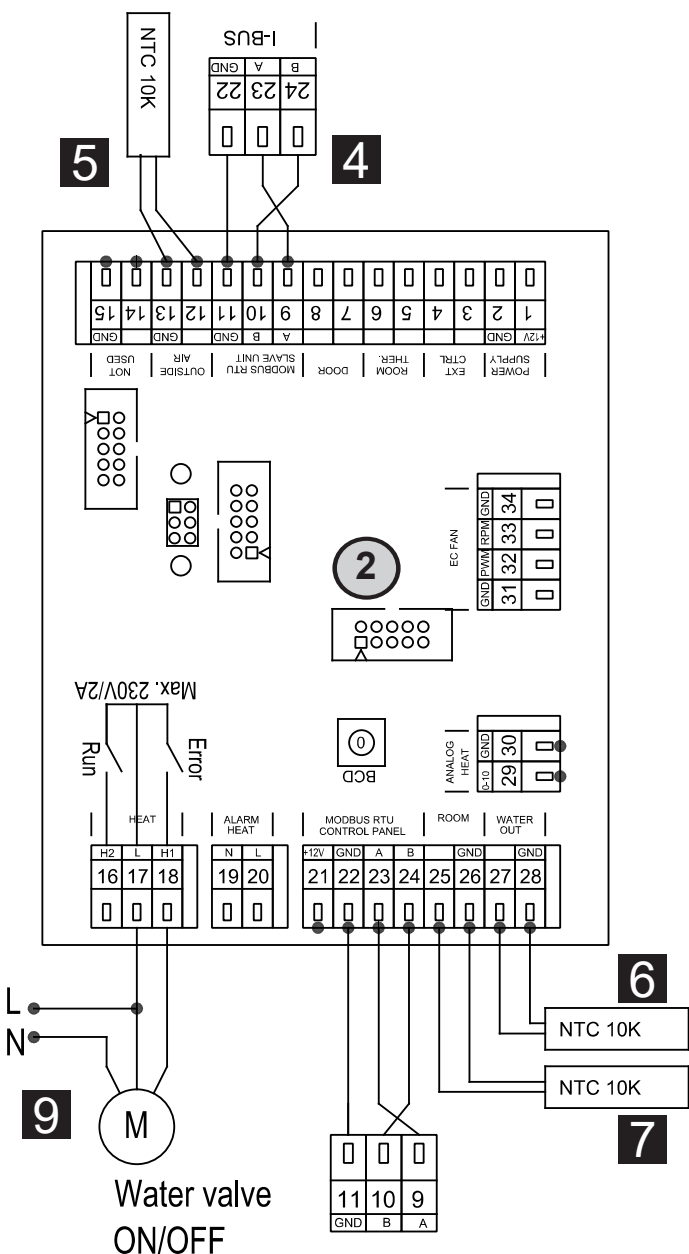 I-BUS
GND A B
22 23 24
NTC 10K
5
4
15 14 13 12 11 10 9 8 7 6 5 4 3 2 1
GND GND GND B A GND +12V
NOT USED
OUTSIDE AIR
MODBUS RTU SLAVE UNIT
DOOR
ROOM THER.
EXT CTRL
POWER SUPPLY
2
EC FAN
GND 34
RPM 33
PWM 32
GND 31
Max. 230V/2A
Run
Error
0
BCD
ANALOG HEAT
GND 30
0-10 29
HEAT
ALARM HEAT
MODBUS RTU CONTROL PANEL
ROOM
WATER OUT
H2 L H1 N L +12V GND A B GND GND
16 17 18 19 20 21 22 23 24 25 26 27 28
L
N
9
M
Water valve
ON/OFF
6
NTC 10K
NTC 10K
7
11 10 9
GND B A